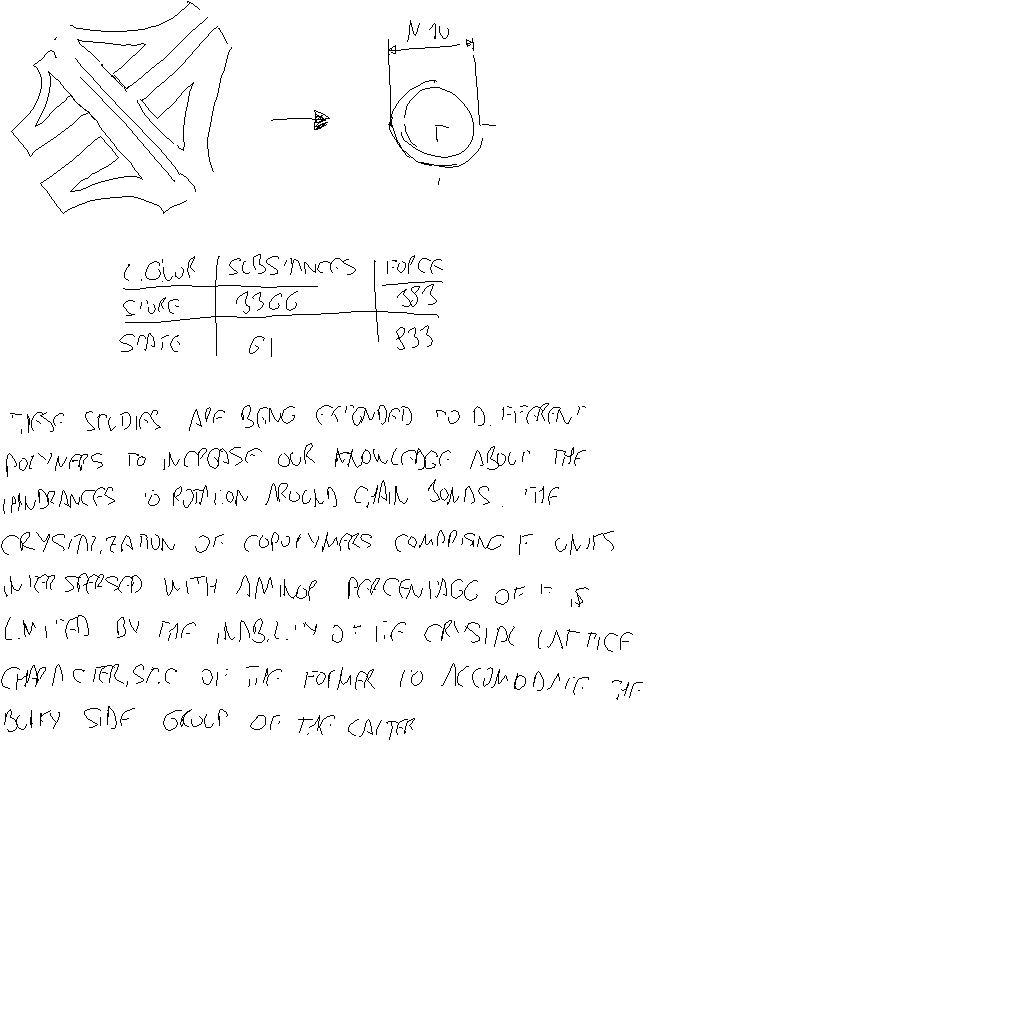 M 10
COLOUR SUBSTANCES FORCE
STORE 3366 383
STATE 61 833
THESE STUDIES ARE BEING EXTENDED TO DIFFERENT
POLYMERS TO INCREASE OUR KNOWLEDGE ABOUT THE
HINDRANCES TO ROTATION AROUND CHAIN BONDS. THE
CRYSTALLIZATION OF COPOLYMERS COMPRISING F UNITS
INTERSPERSED WITH A MINOR PERCENTAGE OF IS
LIMITED BY THE INABILITY OF THE CRYSTAL LATTICE
CHARACTERISTIC OF THE FORMER TO ACCOMODATE THE
BULKY SIDE GROUP OF THE LATTER